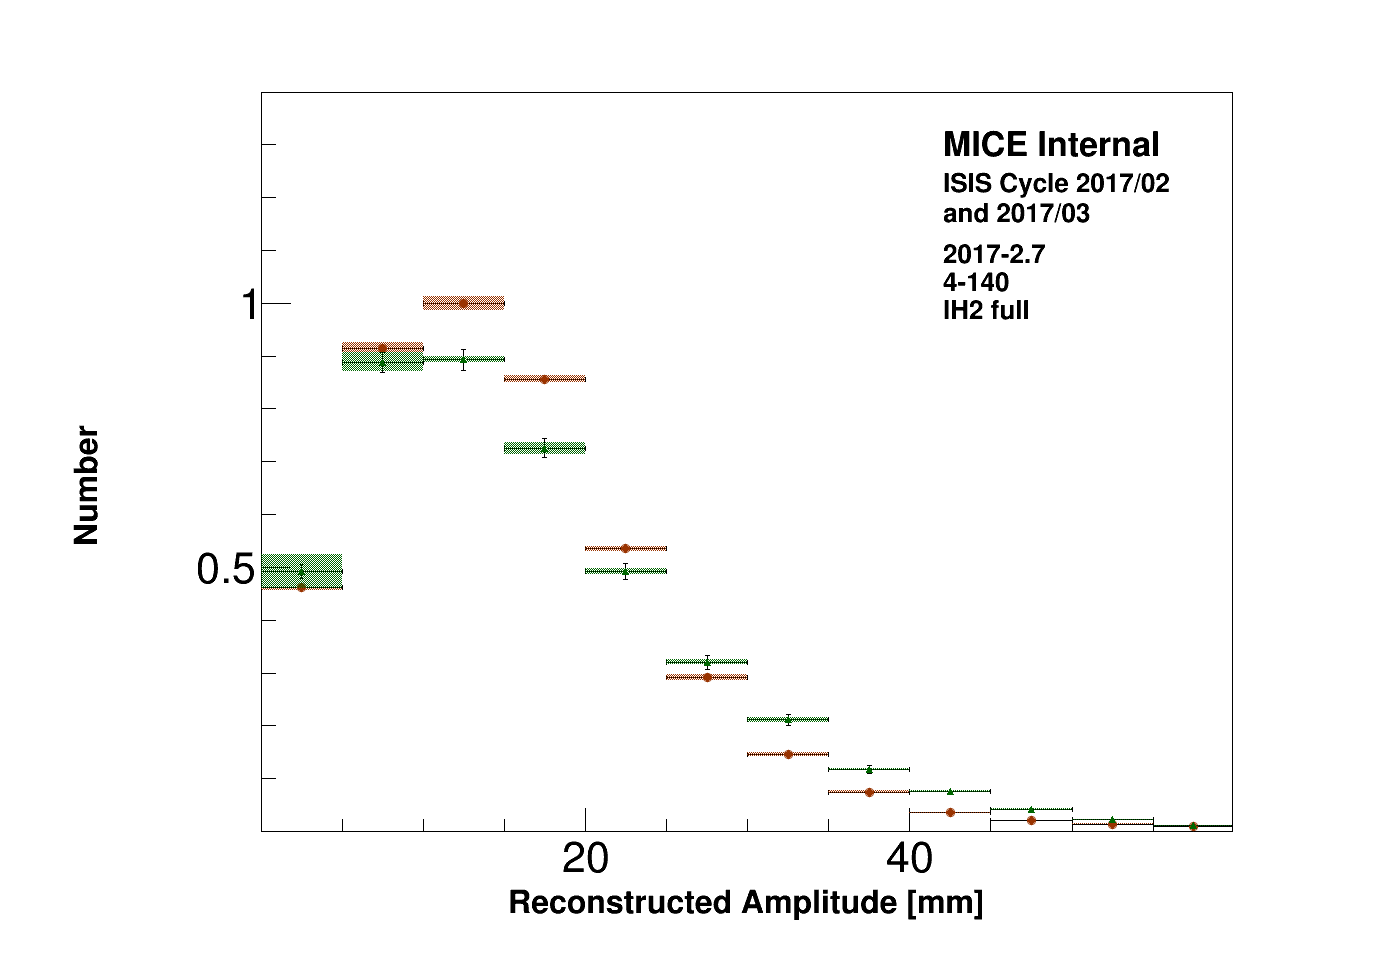 MICE Internal
ISIS Cycle 2017/02
and 2017/03
2017-2.7
4-140
IH2 full
1
0.5
Number
20 40
Reconstructed Amplitude [mm]